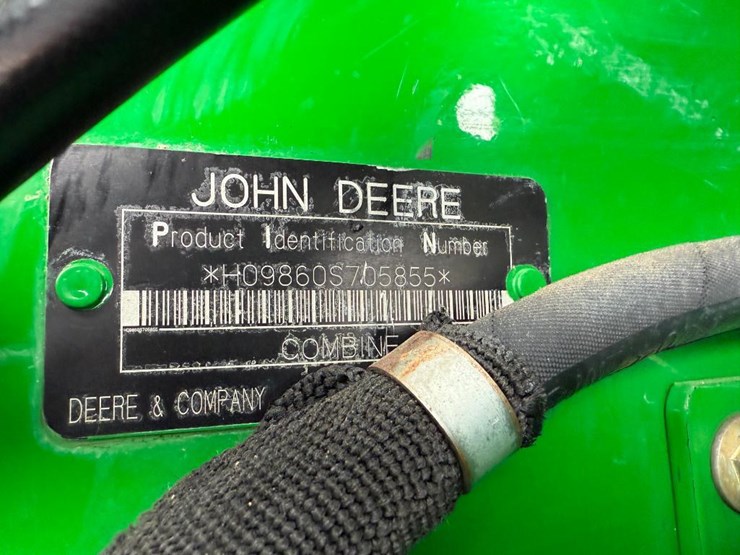 JOHN DEERE
Product Identification Number
*H09860S705855*
COMBINE
DEERE & COMPANY